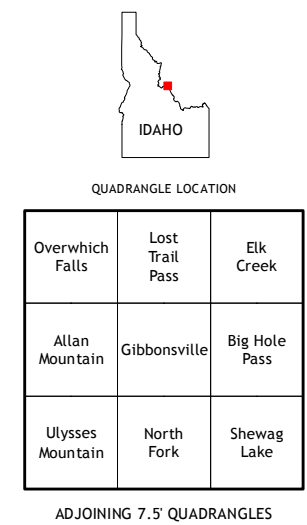 IDAHO
QUADRANGLE LOCATION
Overwhich
Falls
Lost
Trail
Pass
Elk
Creek
Allan
Mountain
Gibbonsville
Big Hole
Pass
Ulysses
Mountain
North
Fork
Shewag
Lake
ADJOINING 7.5' QUADRANGLES